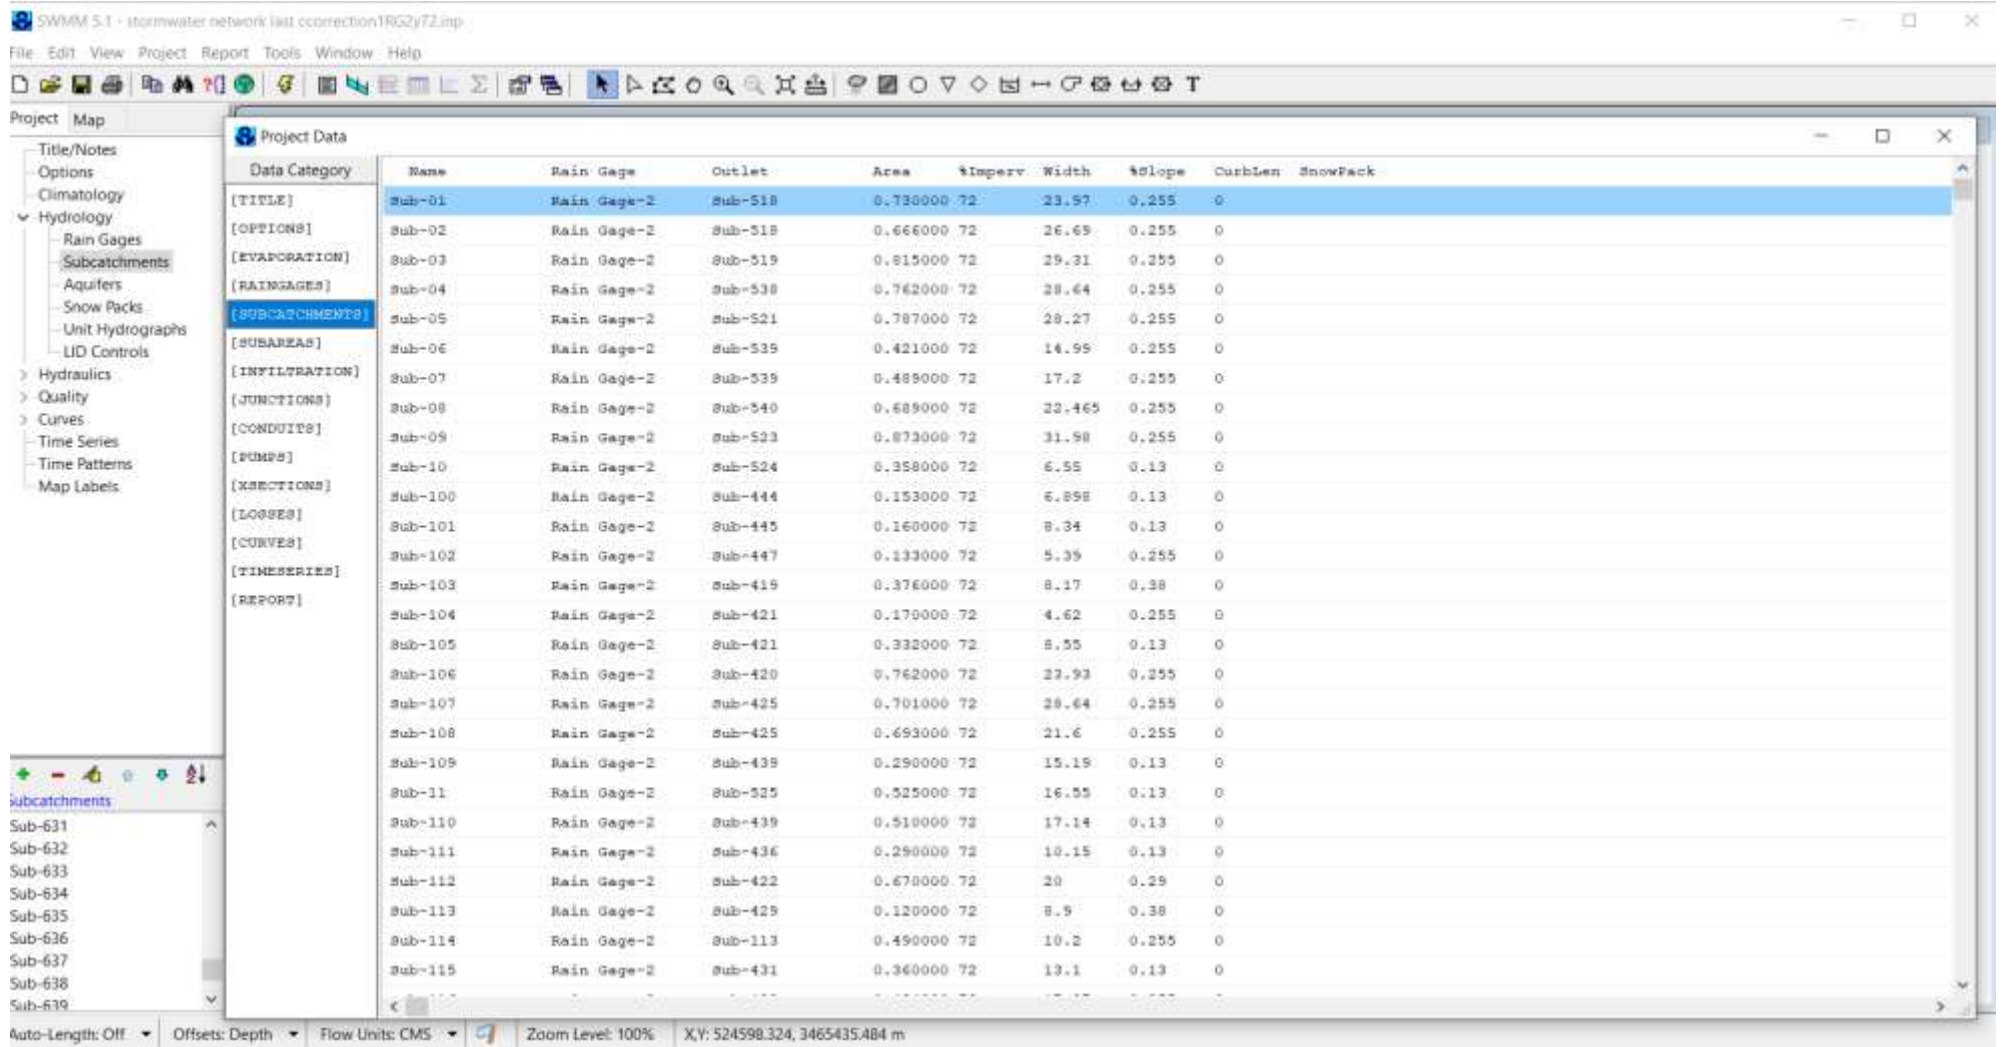 SWMM 5.1 - stormwater network last ccorrection1RG2y72.inp
File Edit View Project Report Tools Window Help
Project Map
Title/Notes
Options
Climatology
Hydrology
Rain Gages
Subcatchments
Aquifers
Snow Packs
Unit Hydrographs
LID Controls
Hydraulics
Quality
Curves
Time Series
Time Patterns
Map Labels
Subcatchments
Sub-631
Sub-632
Sub-633
Sub-634
Sub-635
Sub-636
Sub-637
Sub-638
Sub-639
Project Data
Data Category
[TITLE]
[OPTIONS]
[EVAPORATION]
[RAINGAGES]
[SUBCATCHMENTS]
[SUBAREAS]
[INFILTRATION]
[JUNCTIONS]
[CONDUITS]
[PUMPS]
[XSECTIONS]
[LOSSES]
[CURVES]
[TIMESERIES]
[REPORT]
Name Rain Gage Outlet Area %Imperv Width %Slope CurbLen SnowPack
Sub-01 Rain Gage-2 Sub-518 0.730000 72 23.97 0.255 0
Sub-02 Rain Gage-2 Sub-518 0.666000 72 26.69 0.255 0
Sub-03 Rain Gage-2 Sub-519 0.815000 72 29.31 0.255 0
Sub-04 Rain Gage-2 Sub-538 0.762000 72 28.64 0.255 0
Sub-05 Rain Gage-2 Sub-521 0.787000 72 28.27 0.255 0
Sub-06 Rain Gage-2 Sub-539 0.421000 72 14.99 0.255 0
Sub-07 Rain Gage-2 Sub-539 0.489000 72 17.2 0.255 0
Sub-08 Rain Gage-2 Sub-540 0.689000 72 22.465 0.255 0
Sub-09 Rain Gage-2 Sub-523 0.873000 72 31.98 0.255 0
Sub-10 Rain Gage-2 Sub-524 0.358000 72 6.55 0.13 0
Sub-100 Rain Gage-2 Sub-444 0.153000 72 6.898 0.13 0
Sub-101 Rain Gage-2 Sub-445 0.160000 72 8.34 0.13 0
Sub-102 Rain Gage-2 Sub-447 0.133000 72 5.39 0.255 0
Sub-103 Rain Gage-2 Sub-419 0.376000 72 8.17 0.38 0
Sub-104 Rain Gage-2 Sub-421 0.170000 72 4.62 0.255 0
Sub-105 Rain Gage-2 Sub-421 0.332000 72 8.55 0.13 0
Sub-106 Rain Gage-2 Sub-420 0.762000 72 23.93 0.255 0
Sub-107 Rain Gage-2 Sub-425 0.701000 72 28.64 0.255 0
Sub-108 Rain Gage-2 Sub-425 0.693000 72 21.6 0.255 0
Sub-109 Rain Gage-2 Sub-439 0.290000 72 15.19 0.13 0
Sub-11 Rain Gage-2 Sub-525 0.525000 72 16.55 0.13 0
Sub-110 Rain Gage-2 Sub-439 0.510000 72 17.14 0.13 0
Sub-111 Rain Gage-2 Sub-436 0.290000 72 10.15 0.13 0
Sub-112 Rain Gage-2 Sub-422 0.670000 72 20 0.29 0
Sub-113 Rain Gage-2 Sub-429 0.120000 72 8.9 0.38 0
Sub-114 Rain Gage-2 Sub-113 0.490000 72 10.2 0.255 0
Sub-115 Rain Gage-2 Sub-431 0.360000 72 13.1 0.13 0
Auto-Length: Off Offsets: Depth Flow Units: CMS Zoom Level: 100% X,Y: 524598.324, 3465435.484 m